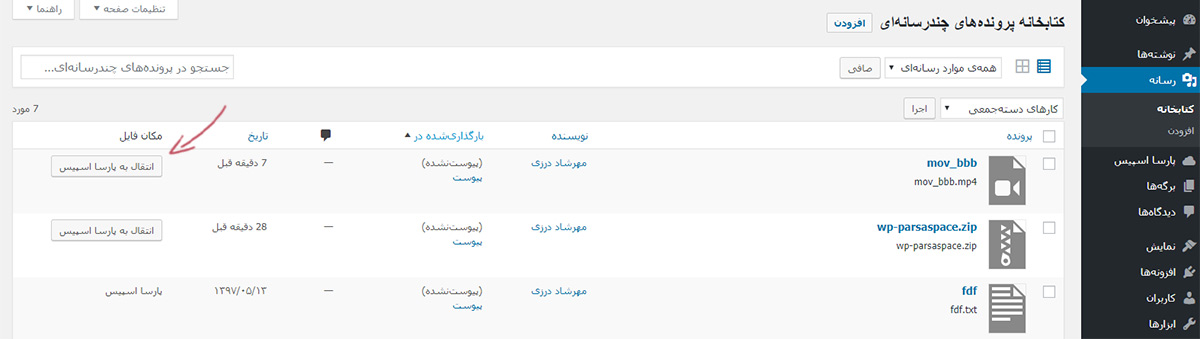 راهنما
تنظیمات صفحه
کتابخانه پرونده‌های چندرسانه‌ای
افزودن
همه‌ی موارد رسانه‌ای
صافی
جستجو در پرونده‌های چندرسانه‌ای...
کارهای دسته‌جمعی
اجرا
7 مورد
پرونده
نویسنده
بارگذاری‌شده در
تاریخ
مکان فایل
mov_bbb
mov_bbb.mp4
مهرشاد درزی
(پیوست‌نشده)
پیوست
—
7 دقیقه قبل
انتقال به پارسا اسپیس
wp-parsaspace.zip
wp-parsaspace.zip
مهرشاد درزی
(پیوست‌نشده)
پیوست
—
28 دقیقه قبل
انتقال به پارسا اسپیس
fdf
fdf.txt
مهرشاد درزی
(پیوست‌نشده)
پیوست
—
۱۳۹۷/۰۵/۱۳
پارسا اسپیس
پیشخوان
نوشته‌ها
رسانه
کتابخانه
افزودن
پارسا اسپیس
برگه‌ها
دیدگاه‌ها
نمایش
افزونه‌ها
کاربران
ابزارها